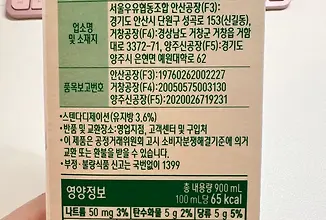 서울우유협동조합 안산공장(F3):
경기도 안산시 단원구 성곡로 153(신길동),
업소명 및 소재지
거창공장(F4):경상남도 거창군 거창읍 거함
대로 3372-71, 양주신공장(F5): 경기도 양주
시 은현면 예원대학로 62
안산공장(F3):19760262002227
품목보고번호
거창공장(F4):20050575003130
양주신공장(F5):2020026719231
•스탠다디제이션(유지방 3.6%)
• 반품 및 교환장소:영업지점, 고객센터 및 구입처
• 이 제품은 공정거래위원회 고시 소비자분쟁해결기준에 의거
교환 또는 환불을 받을 수 있습니다.
• 부정·불량식품 신고는 국번없이 1399
영양정보
총 내용량 900 mL
100 mL당 65 kcal
나트륨 50 mg 3% 탄수화물 5 g 2% 당류 5 g 5%